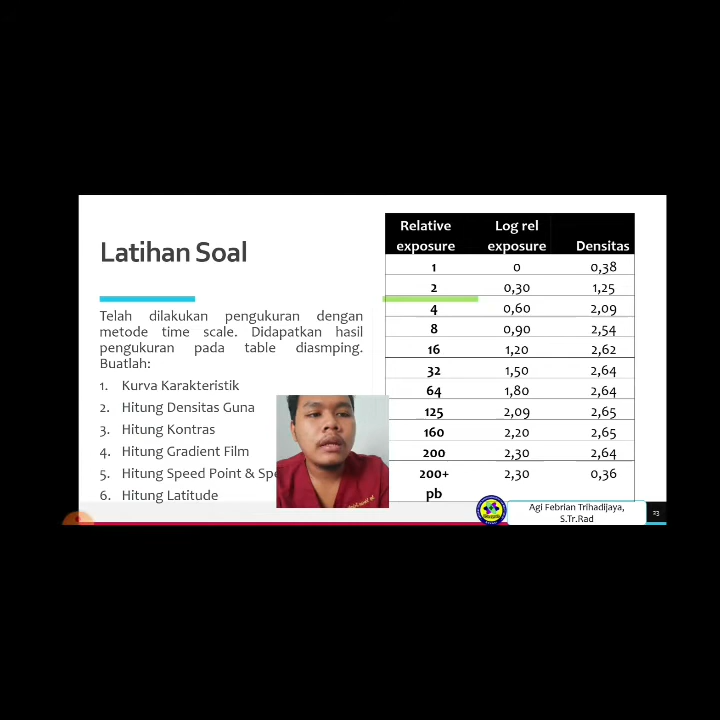 Latihan Soal
Telah dilakukan pengukuran dengan
metode time scale. Didapatkan hasil
pengukuran pada table diasmping.
Buatlah:
1. Kurva Karakteristik
2. Hitung Densitas Guna
3. Hitung Kontras
4. Hitung Gradient Film
5. Hitung Speed Point &
6. Hitung Latitude
Relative exposure Log rel exposure Densitas
1 0 0,38
2 0,30 1,25
4 0,60 2,09
8 0,90 2,54
16 1,20 2,62
32 1,50 2,64
64 1,80 2,64
125 2,09 2,65
160 2,20 2,65
200 2,30 2,64
200+ pb 2,30 0,36
Agi Febrian Trihadijaya,
S.Tr.Rad
23